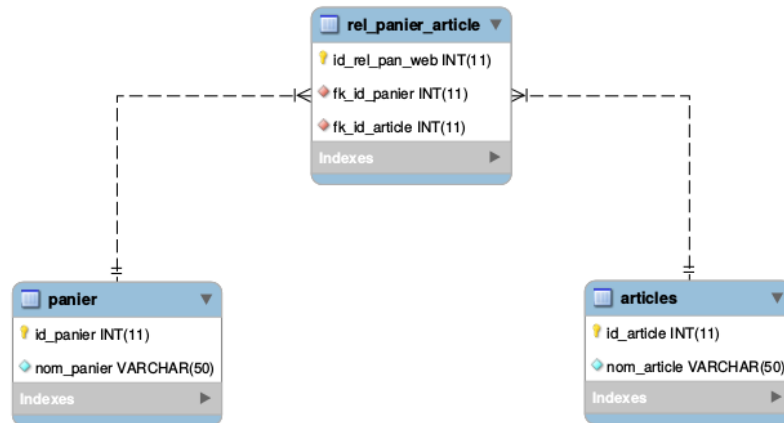 rel_panier_article
id_rel_pan_web INT(11)
fk_id_panier INT(11)
fk_id_article INT(11)
Indexes
panier
id_panier INT(11)
nom_panier VARCHAR(50)
Indexes
articles
id_article INT(11)
nom_article VARCHAR(50)
Indexes